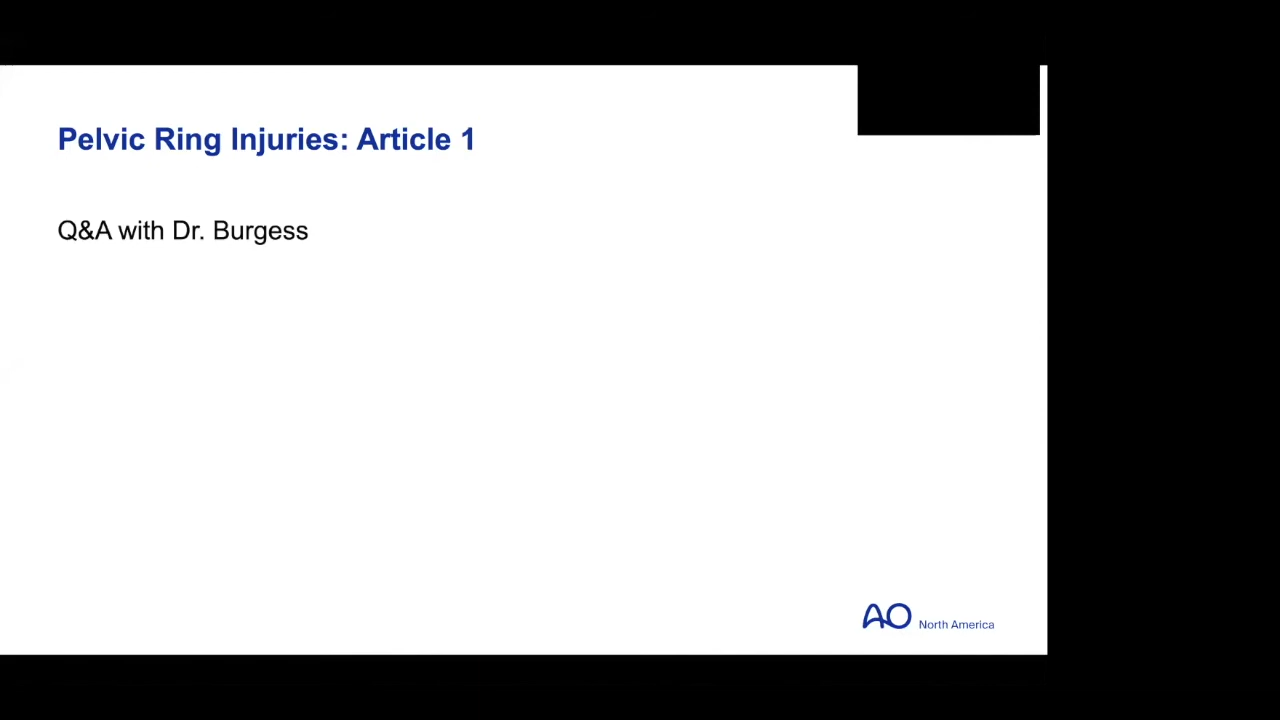 Pelvic Ring Injuries: Article 1
Q&A with Dr. Burgess
AO North America